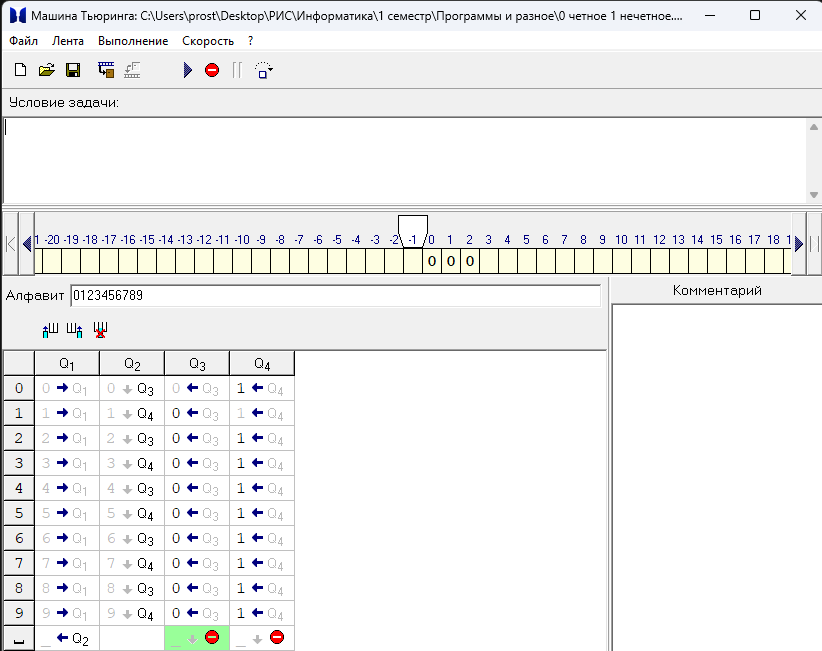 Машина Тьюринга: C:\Users\prost\Desktop\РИС\Информатика\1 семестр\Программы и разное\0 четное 1 нечетное....
Файл Лента Выполнение Скорость ?
Условие задачи:
1 -20 -19 -18 -17 -16 -15 -14 -13 -12 -11 -10 -9 -8 -7 -6 -5 -4 -3 -2 -1 0 1 2 3 4 5 6 7 8 9 10 11 12 13 14 15 16 17 18 1
0 0 0
Алфавит 0123456789
Комментарий
Q1 Q2 Q3 Q4
0 0 → Q1 0 ↓ Q3 0 ← Q3 1 ← Q4
1 1 → Q1 1 ↓ Q4 0 ← Q3 1 ← Q4
2 2 → Q1 2 ↓ Q3 0 ← Q3 1 ← Q4
3 3 → Q1 3 ↓ Q4 0 ← Q3 1 ← Q4
4 4 → Q1 4 ↓ Q3 0 ← Q3 1 ← Q4
5 5 → Q1 5 ↓ Q4 0 ← Q3 1 ← Q4
6 6 → Q1 6 ↓ Q3 0 ← Q3 1 ← Q4
7 7 → Q1 7 ↓ Q4 0 ← Q3 1 ← Q4
8 8 → Q1 8 ↓ Q3 0 ← Q3 1 ← Q4
9 9 → Q1 9 ↓ Q4 0 ← Q3 1 ← Q4
_ _ ← Q2 _ ↓ _ ↓